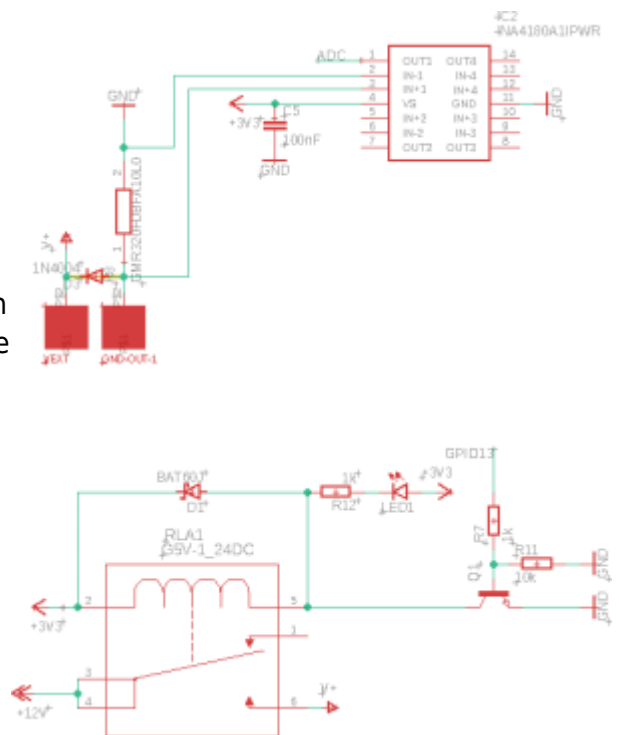 IC2
INA4180A1IPWR
ADC
1 OUT1 OUT4 14
2 IN-1 IN-4 13
3 IN+1 IN+4 12
4 VS GND 11
5 IN+2 IN+3 10
6 IN-2 IN-3 9
7 OUT2 OUT3 8
GND
+3V3
C5
100nF
GND
GND
2
1
V+
1N4004
D3
n
e
VEXT
GND-OUT-1
GPIO13
BAT60J
D1
1k
R12
LED1
+3V3
R7
1k
R11
10k
GND
Q1
GND
RLA1
G5V-1_24DC
2
5
1
+3V3
3
4
6
+12V
V+